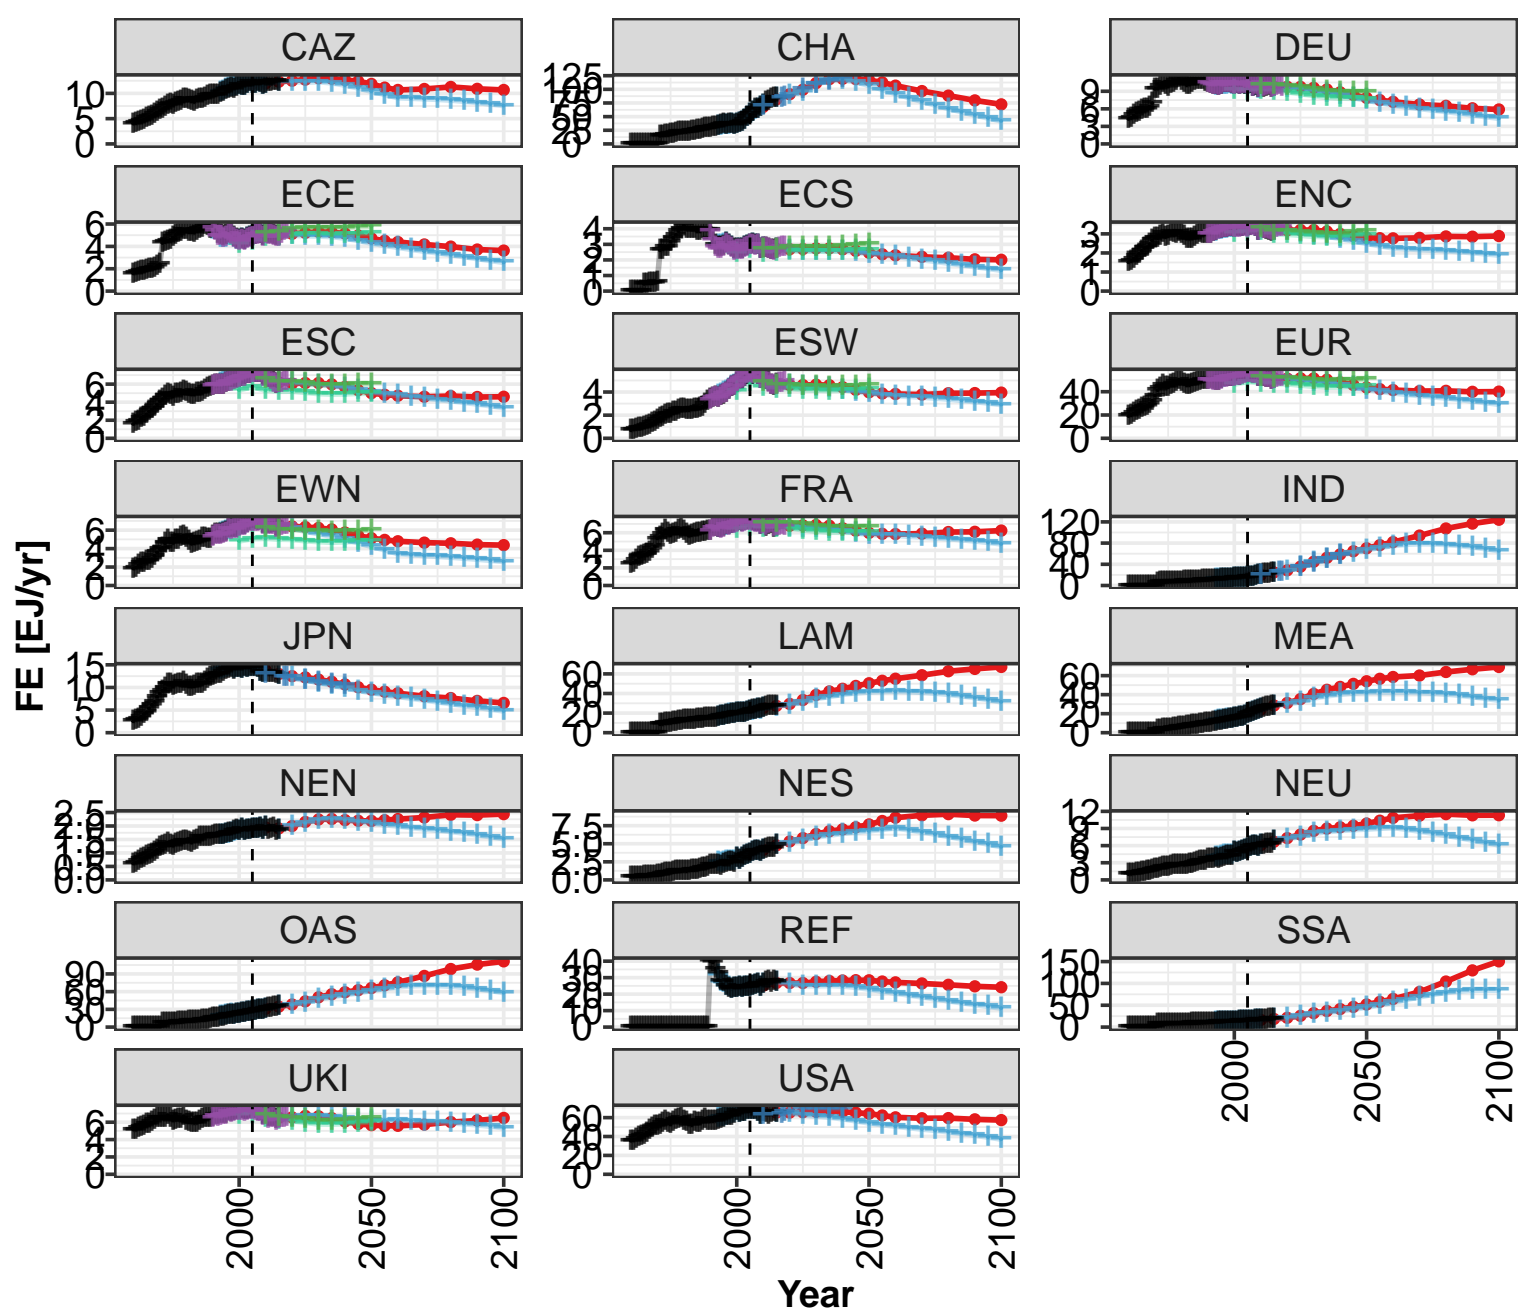 CAZ CHA DEU
10 5 0
125 100 75 50 25 0
9 6 3 0
ECE ECS ENC
6 4 2 0
4 3 2 1 0
3 2 1 0
ESC ESW EUR
6 4 2 0
4 2 0
40 20 0
EWN FRA IND
6 4 2 0
6 4 2 0
120 80 40 0
JPN LAM MEA
15 10 5 0
60 40 20 0
60 40 20 0
NEN NES NEU
2.5 2.0 1.5 1.0 0.5 0.0
7.5 5.0 2.5 0.0
12 9 6 3 0
OAS REF SSA
90 60 30 0
40 30 20 10 0
150 100 50 0
2000 2050 2100
UKI USA
6 4 2 0
60 40 20 0
2000 2050 2100
2000 2050 2100
FE [EJ/yr]
Year